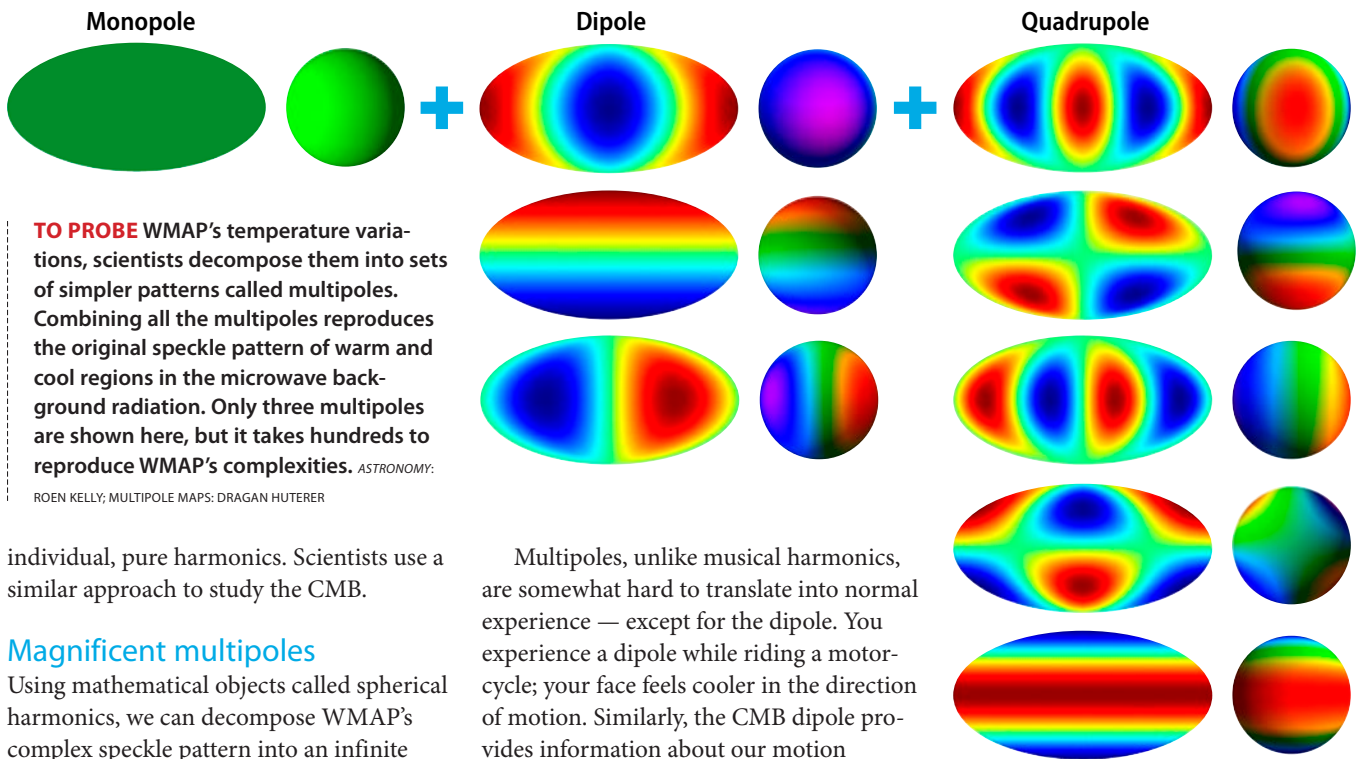 Monopole
Dipole
Quadrupole
TO PROBE WMAP’s temperature varia-
tions, scientists decompose them into sets
of simpler patterns called multipoles.
Combining all the multipoles reproduces
the original speckle pattern of warm and
cool regions in the microwave back-
ground radiation. Only three multipoles
are shown here, but it takes hundreds to
reproduce WMAP’s complexities. ASTRONOMY:
ROEN KELLY; MULTIPOLE MAPS: DRAGAN HUTERER
individual, pure harmonics. Scientists use a
similar approach to study the CMB.
Magnificent multipoles
Using mathematical objects called spherical
harmonics, we can decompose WMAP’s
complex speckle pattern into an infinite
Multipoles, unlike musical harmonics,
are somewhat hard to translate into normal
experience — except for the dipole. You
experience a dipole while riding a motor-
cycle; your face feels cooler in the direction
of motion. Similarly, the CMB dipole pro-
vides information about our motion